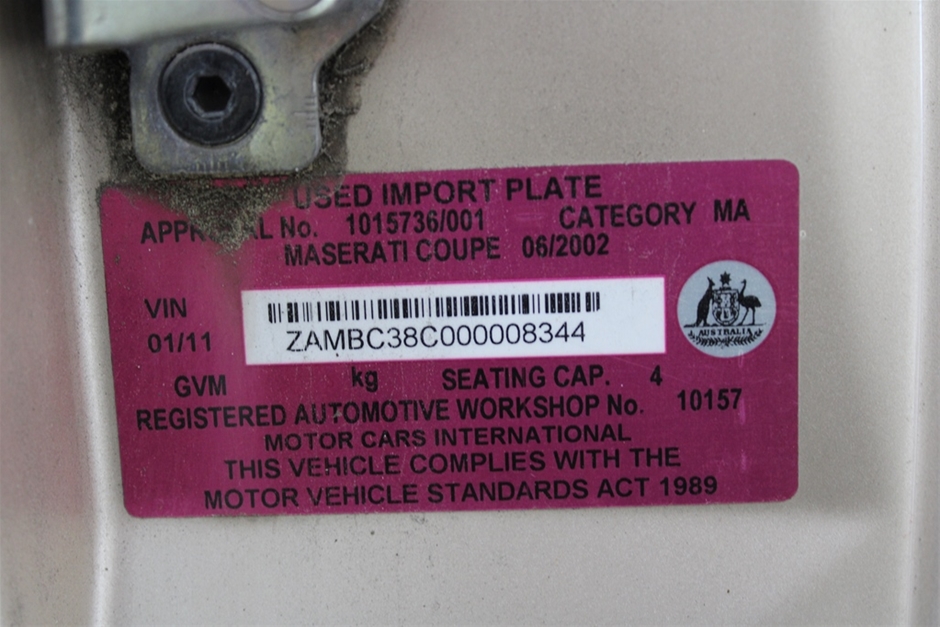 USED IMPORT PLATE
APPROVAL No. 1015736/001 CATEGORY MA
MASERATI COUPE 06/2002
VIN ZAMBC38C000008344
01/11
AUSTRALIA
GVM kg SEATING CAP. 4
REGISTERED AUTOMOTIVE WORKSHOP No. 10157
MOTOR CARS INTERNATIONAL
THIS VEHICLE COMPLIES WITH THE
MOTOR VEHICLE STANDARDS ACT 1989